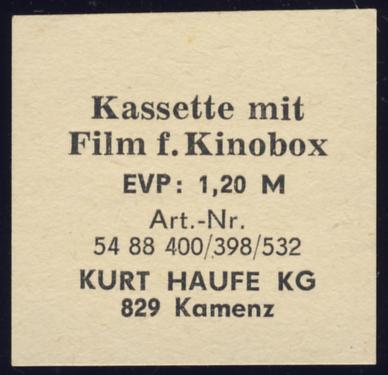 Kassette mit
Film f. Kinobox
EVP: 1,20 M
Art.-Nr.
54 88 400/398/532
KURT HAUFE KG
829 Kamenz